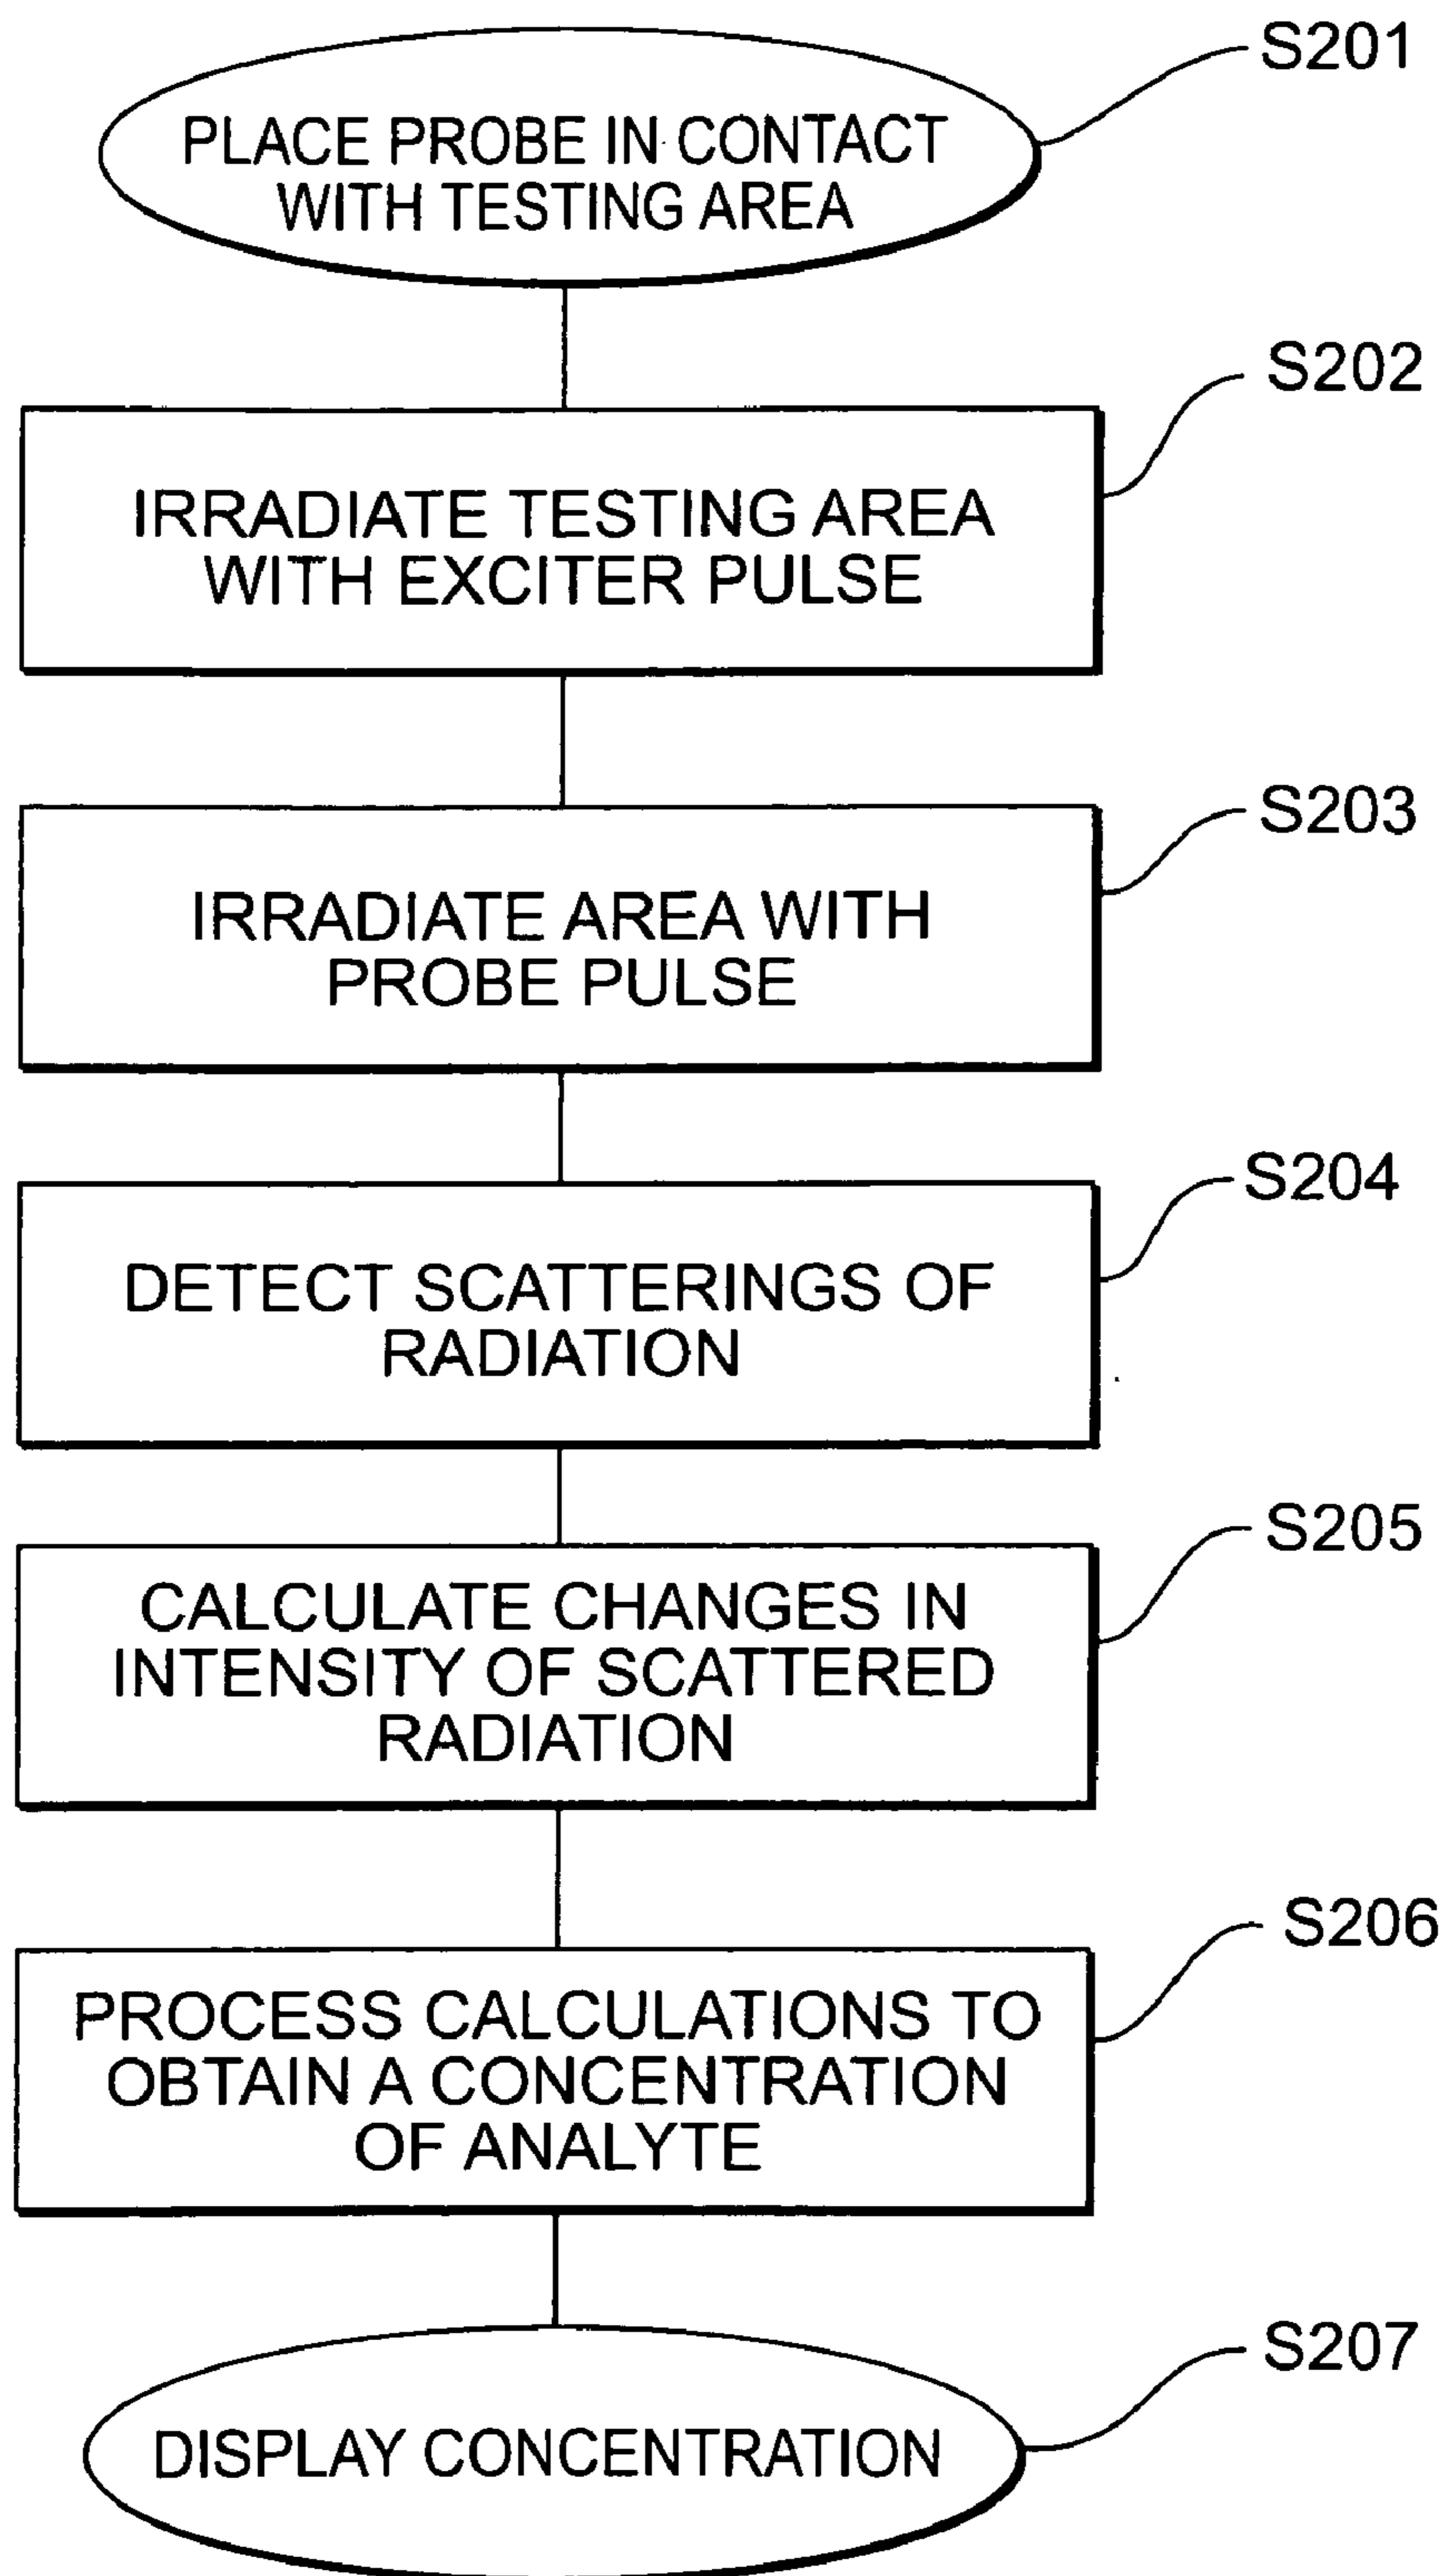 S201
PLACE PROBE IN CONTACT
WITH TESTING AREA
S202
IRRADIATE TESTING AREA
WITH EXCITER PULSE
S203
IRRADIATE AREA WITH
PROBE PULSE
S204
DETECT SCATTERINGS OF
RADIATION
S205
CALCULATE CHANGES IN
INTENSITY OF SCATTERED
RADIATION
S206
PROCESS CALCULATIONS TO
OBTAIN A CONCENTRATION
OF ANALYTE
S207
DISPLAY CONCENTRATION